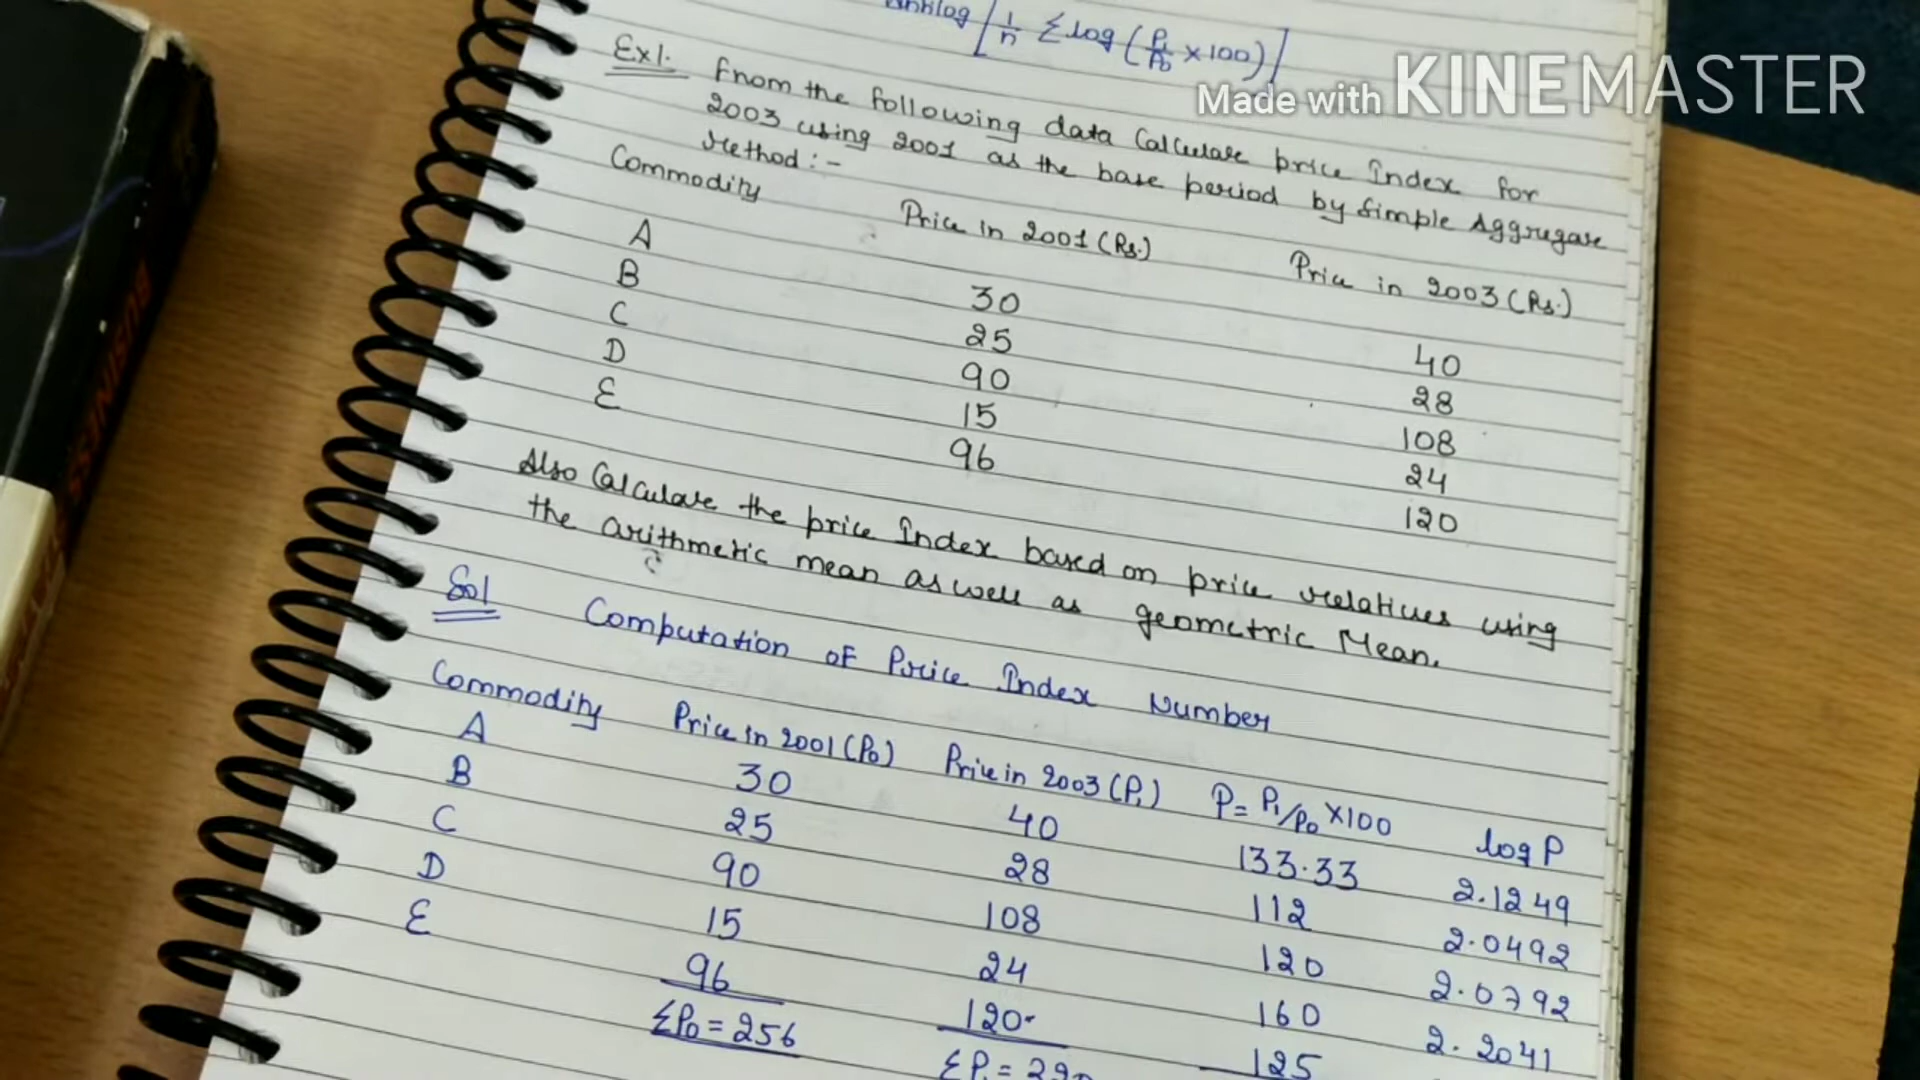 antilog [1/n Σ log (P1/P0 × 100)]
Made with KINEMASTER
Ex1. From the following data Calculate price Index for
2003 using 2001 as the base period by Simple Aggregate
Method :-
Commodity Price in 2001 (Rs.) Price in 2003 (Rs.)
A 30 40
B 25 28
C 90 108
D 15 24
E 96 120
Also Calculate the price Index based on price relatives using
the arithmetic mean as well as geometric Mean.
Sol Computation of Price Index Number
Commodity Price in 2001 (P0) Price in 2003 (P1) P = P1/P0 ×100 log P
A 30 40 133.33 2.1249
B 25 28 112 2.0492
C 90 108 120 2.0792
D 15 24 160 2.2041
E 96 120 125
ΣP0 = 256
BUSINESS